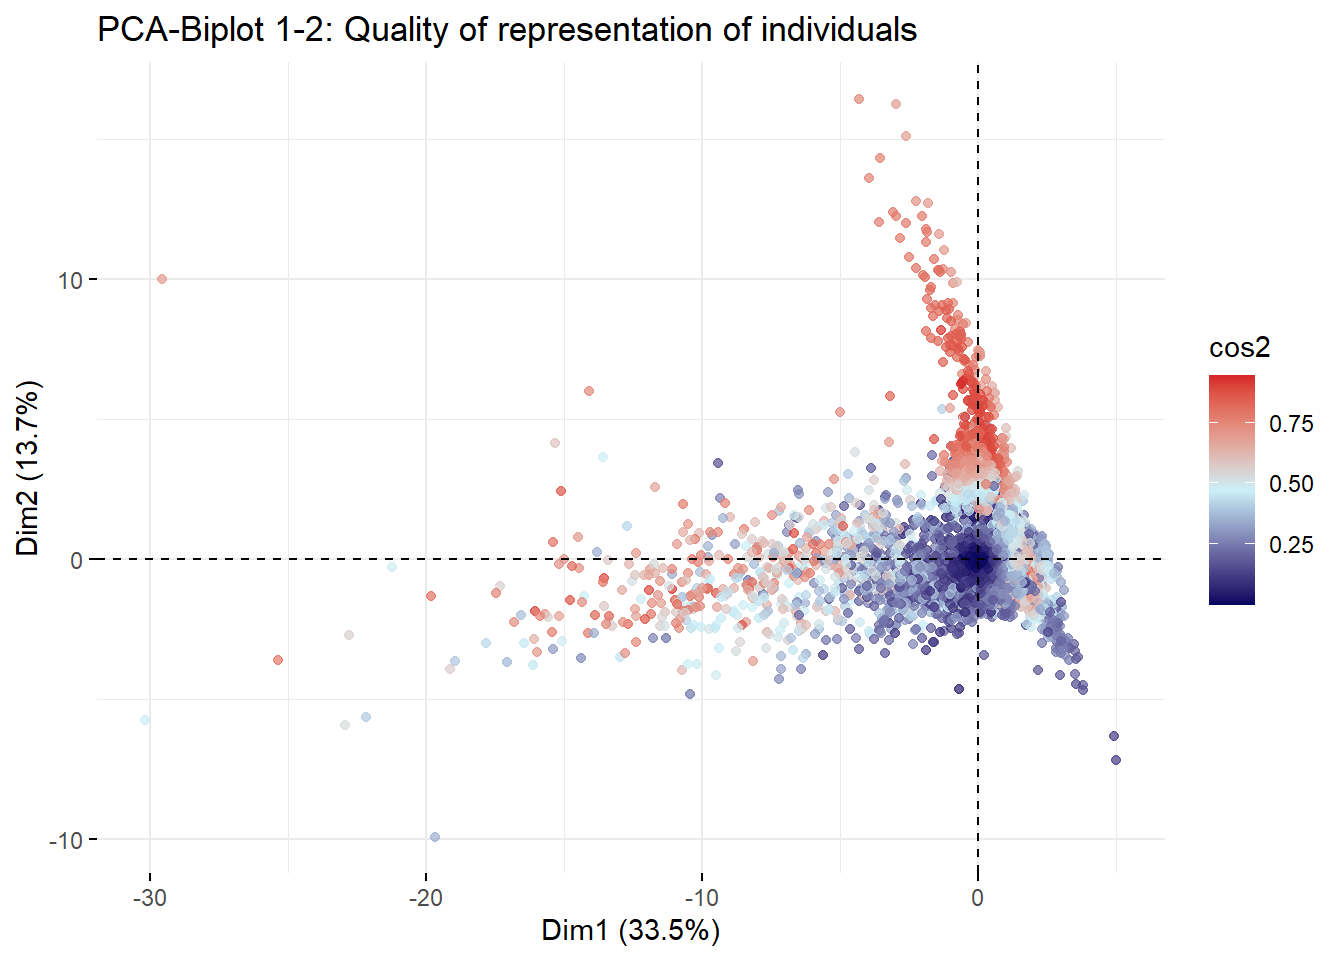 PCA-Biplot 1-2: Quality of representation of individuals
Dim2 (13.7%)
10
0
-10
-30
-20
-10
0
Dim1 (33.5%)
cos2
0.75
0.50
0.25